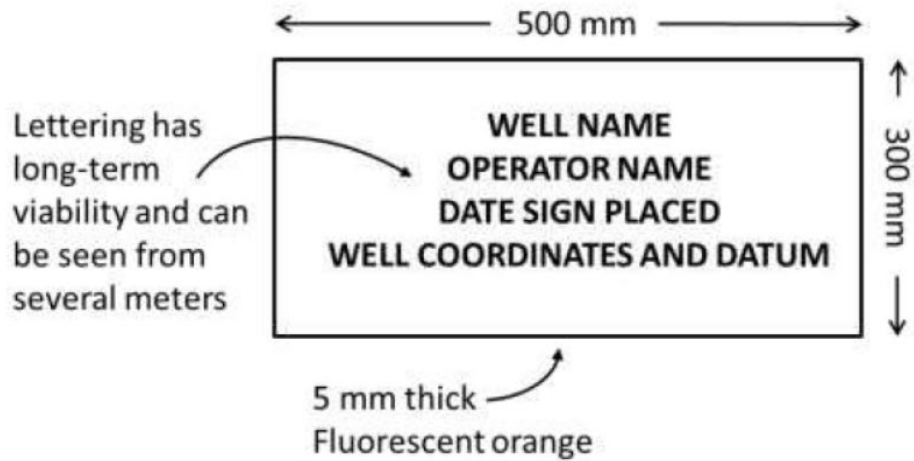 500 mm
Lettering has
long-term
viability and can
be seen from
several meters
WELL NAME
OPERATOR NAME
DATE SIGN PLACED
WELL COORDINATES AND DATUM
300 mm
5 mm thick
Fluorescent orange